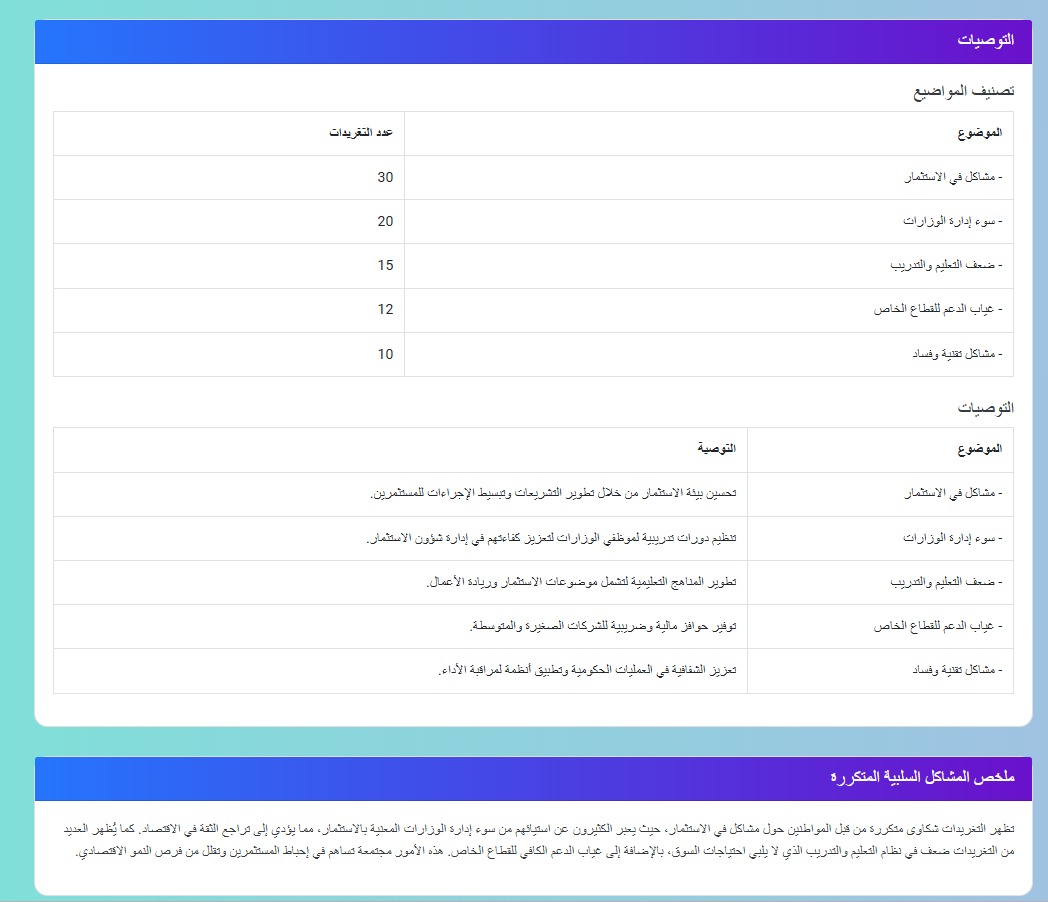 التوصيات
تصنيف المواضيع
الموضوع عدد التغريدات
- مشاكل في الاستثمار 30
- سوء إدارة الوزارات 20
- ضعف التعليم والتدريب 15
- غياب الدعم للقطاع الخاص 12
- مشاكل تقنية وفساد 10
التوصيات
الموضوع التوصية
- مشاكل في الاستثمار تحسين بيئة الاستثمار من خلال تطوير التشريعات وتبسيط الإجراءات للمستثمرين.
- سوء إدارة الوزارات تنظيم دورات تدريبية لموظفي الوزارات لتعزيز كفاءتهم في إدارة شؤون الاستثمار.
- ضعف التعليم والتدريب تطوير المناهج التعليمية لتشمل موضوعات الاستثمار وريادة الأعمال.
- غياب الدعم للقطاع الخاص توفير حوافز مالية وضريبية للشركات الصغيرة والمتوسطة.
- مشاكل تقنية وفساد تعزيز الشفافية في العمليات الحكومية وتطبيق أنظمة لمراقبة الأداء.
ملخص المشاكل السلبية المتكررة
تظهر التغريدات شكاوى متكررة من قبل المواطنين حول مشاكل في الاستثمار، حيث يعبر الكثيرون عن استيائهم من سوء إدارة الوزارات المعنية بالاستثمار، مما يؤدي إلى تراجع الثقة في الاقتصاد. كما يُظهر العديد
من التغريدات ضعف في نظام التعليم والتدريب الذي لا يلبي احتياجات السوق، بالإضافة إلى غياب الدعم الكافي للقطاع الخاص. هذه الأمور مجتمعة تساهم في إحباط المستثمرين وتقلل من فرص النمو الاقتصادي.